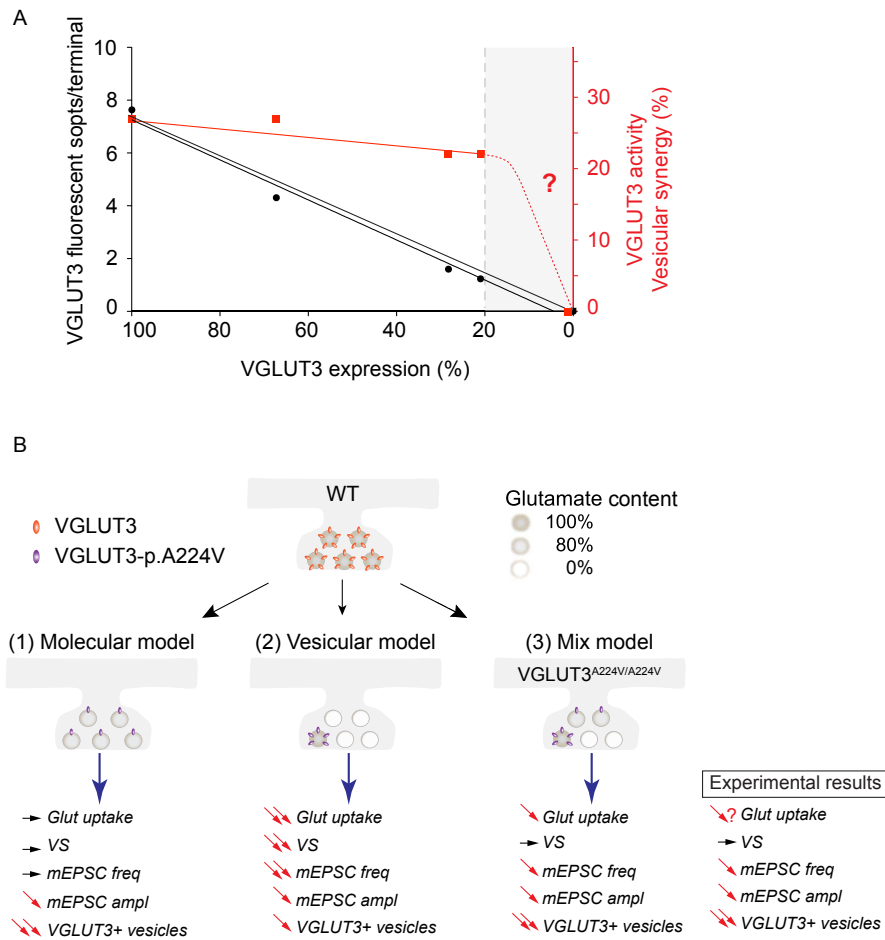 A
VGLUT3 fluorescent sopts/terminal
10
8
6
4
2
0
100
80
60
40
20
0
VGLUT3 expression (%)
?
30
20
10
0
VGLUT3 activity
Vesicular synergy (%)
B
WT
VGLUT3
VGLUT3-p.A224V
Glutamate content
100%
80%
0%
(1) Molecular model
(2) Vesicular model
(3) Mix model
VGLUT3A224V/A224V
Glut uptake
VS
mEPSC freq
mEPSC ampl
VGLUT3+ vesicles
Glut uptake
VS
mEPSC freq
mEPSC ampl
VGLUT3+ vesicles
Glut uptake
VS
mEPSC freq
mEPSC ampl
VGLUT3+ vesicles
Experimental results
? Glut uptake
VS
mEPSC freq
mEPSC ampl
VGLUT3+ vesicles